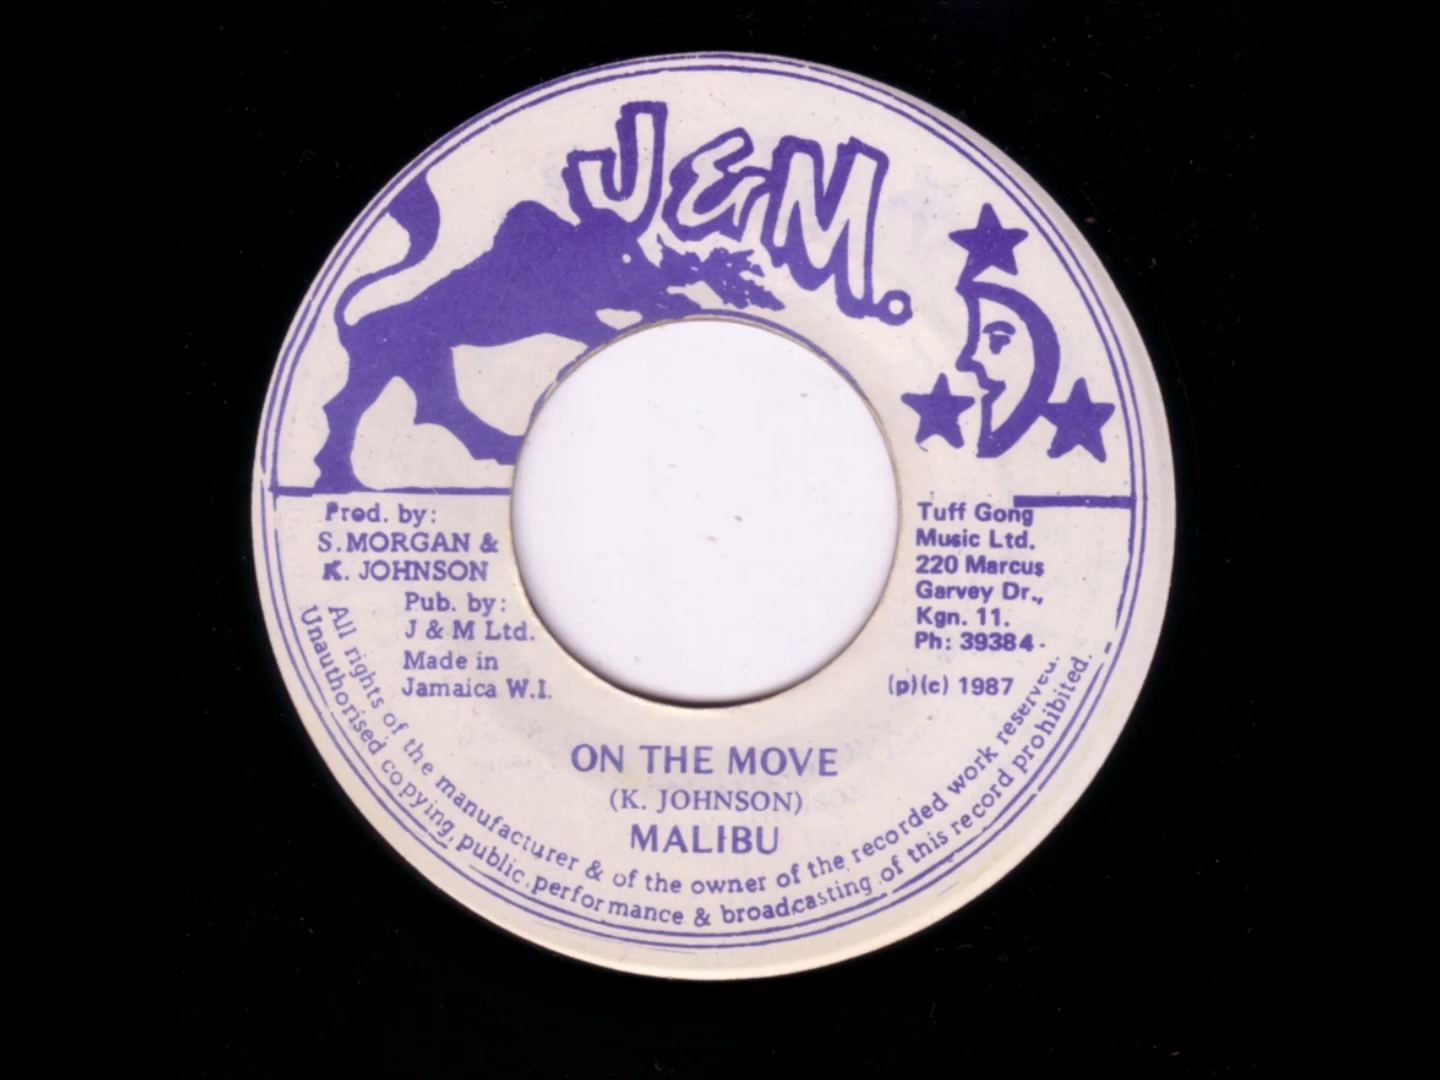 J&M.
Prod. by:
S. MORGAN &
K. JOHNSON
Pub. by:
J & M Ltd.
Made in
Jamaica W.I.
Tuff Gong
Music Ltd.
220 Marcus
Garvey Dr.,
Kgn. 11.
Ph: 39384-
(p)(c) 1987
ON THE MOVE
(K. JOHNSON)
MALIBU
All rights of the manufacturer & of the owner of the recorded work reserved.
Unauthorised copying, public performance & broadcasting of this record prohibited.